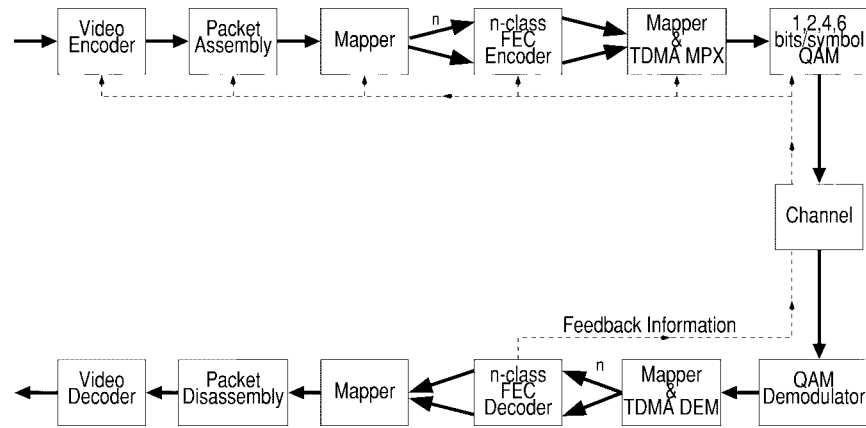 Video
Encoder
Packet
Assembly
Mapper
n
n-class
FEC
Encoder
Mapper
&
TDMA MPX
1,2,4,6
bits/symbol
QAM
Channel
Feedback Information
Video
Decoder
Packet
Disassembly
Mapper
n-class
FEC
Decoder
n
Mapper
&
TDMA DEM
QAM
Demodulator